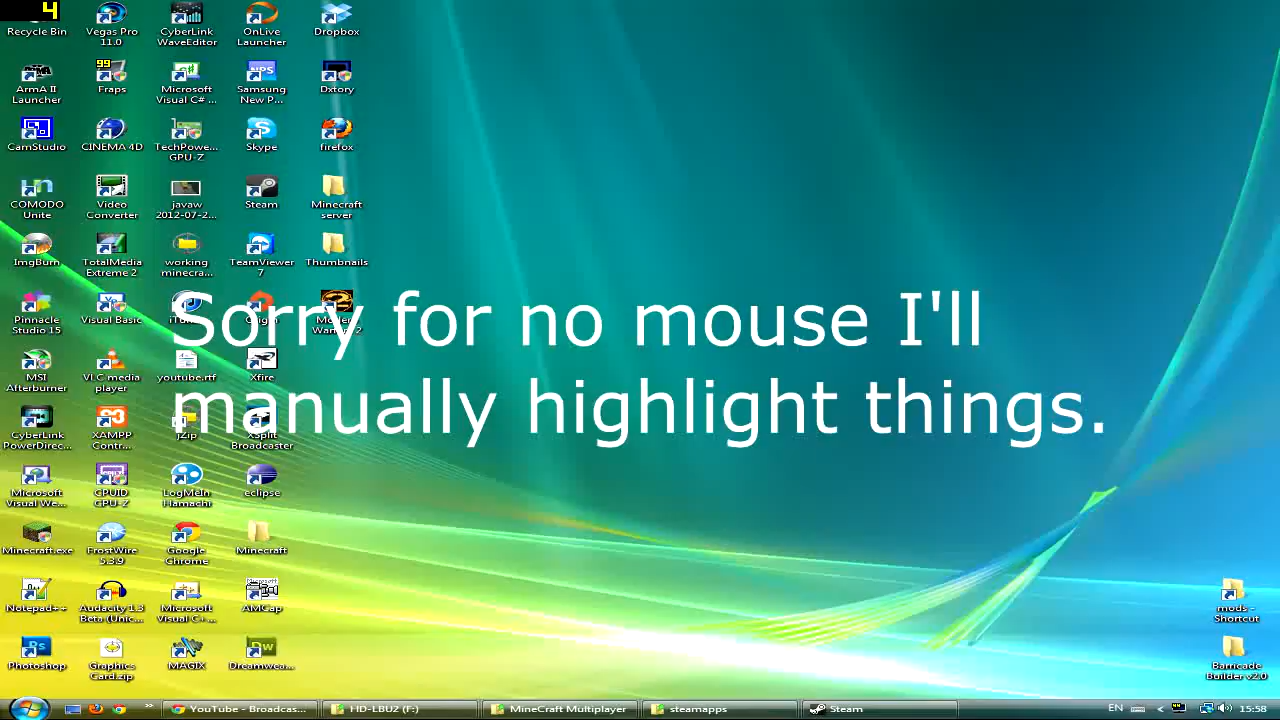 4
Recycle Bin
Vegas Pro
11.0
CyberLink
WaveEditor
OnLive
Launcher
Dropbox
ArmA II
Launcher
99
Fraps
Microsoft
Visual C# ...
Samsung
New P...
Dxtory
CamStudio
CINEMA 4D
TechPowe...
GPU-Z
Skype
firefox
COMODO
Unite
Video
Converter
javaw
2012-07-2...
Steam
Minecraft
server
ImgBurn
TotalMedia
Extreme 2
working
minecra...
TeamViewer
7
Thumbnails
Pinnacle
Studio 15
Visual Basic
Sorry for no mouse I'll
manually highlight things.
MSI
Afterburner
VLC media
player
youtube.rtf
Xfire
CyberLink
PowerDirec...
XAMPP
Contr...
jZip
XSplit
Broadcaster
Microsoft
Visual We...
CPUID
CPU-Z
LogMeIn
Hamachi
eclipse
Minecraft.exe
FrostWire
5.3.9
Google
Chrome
Minecraft
Notepad++
Audacity 1.3
Beta (Unic...
Microsoft
Visual C+...
AMCap
mods -
Shortcut
Photoshop
Graphics
Card.zip
MAGIX
Dreamwea...
Barricade
Builder v2.0
YouTube - Broadcas...
HD-LBU2 (F:)
MineCraft Multiplayer
steamapps
Steam
EN
15:58